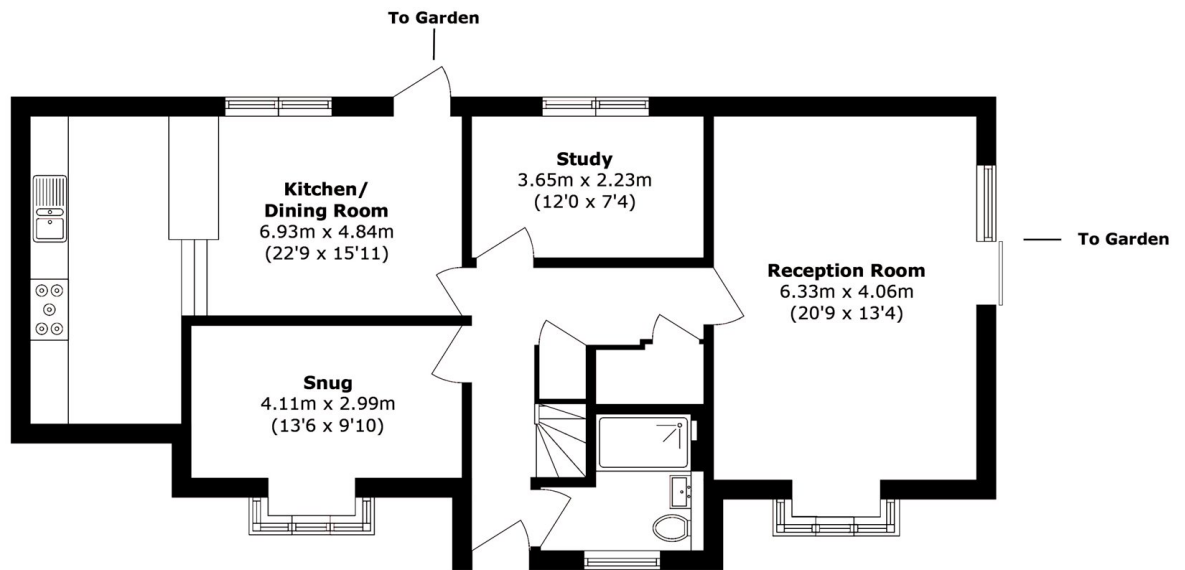 To Garden
Kitchen/
Dining Room
6.93m x 4.84m
(22'9 x 15'11)
Study
3.65m x 2.23m
(12'0 x 7'4)
Reception Room
6.33m x 4.06m
(20'9 x 13'4)
To Garden
Snug
4.11m x 2.99m
(13'6 x 9'10)